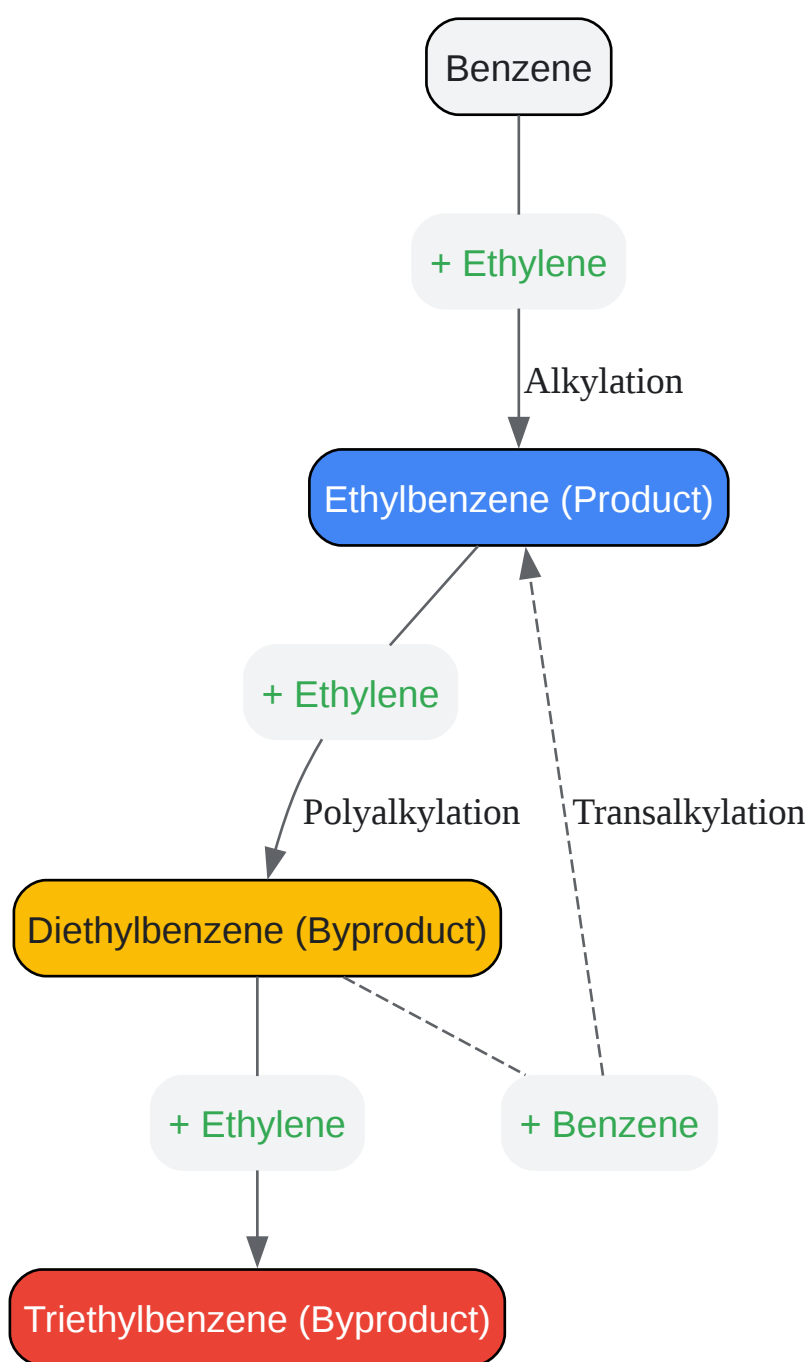 Benzene
+ Ethylene
Alkylation
Ethylbenzene (Product)
+ Ethylene
Polyalkylation
Transalkylation
Diethylbenzene (Byproduct)
+ Ethylene
+ Benzene
Triethylbenzene (Byproduct)